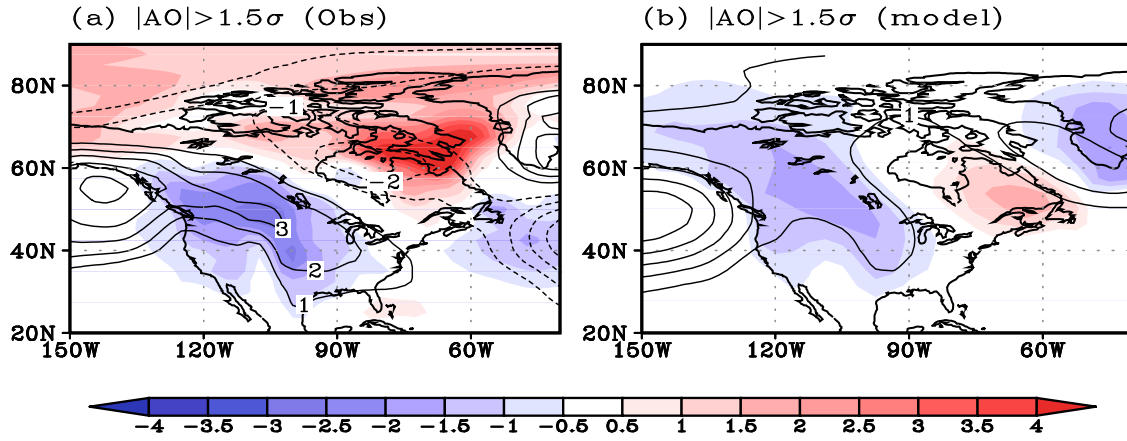 (a) |AO|>1.5σ (Obs)
(b) |AO|>1.5σ (model)
80N
60N
40N
20N
150W 120W 90W 60W
-1
-2
3
2
1
80N
60N
40N
20N
150W 120W 90W 60W
1
-4 -3.5 -3 -2.5 -2 -1.5 -1 -0.5 0.5 1 1.5 2 2.5 3 3.5 4